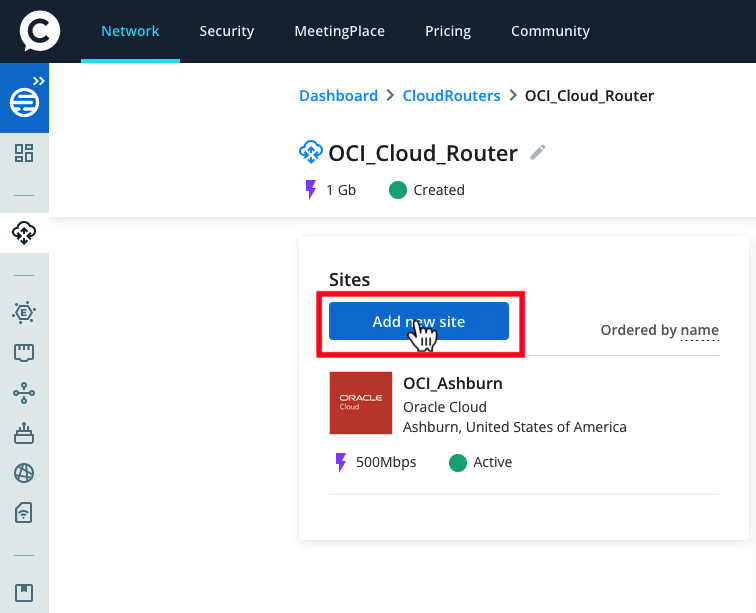 Network Security MeetingPlace Pricing Community
Dashboard > CloudRouters > OCI_Cloud_Router
OCI_Cloud_Router
1 Gb Created
Sites
Add new site
Ordered by name
ORACLE
Cloud
OCI_Ashburn
Oracle Cloud
Ashburn, United States of America
500Mbps Active